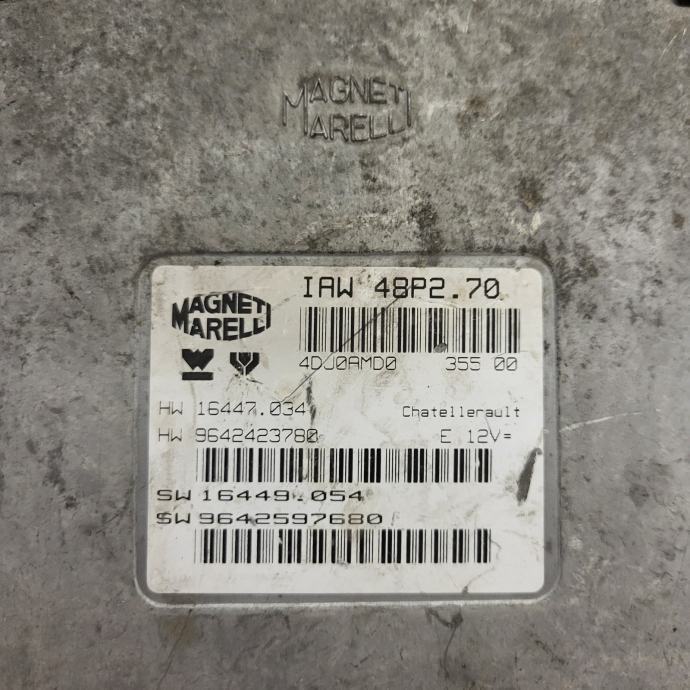 MAGNETI
MARELLI
IAW 48P2.70
MAGNETI
MARELLI
4DJ0AMD0 355 00
HW 16447.034 Chatellerault
HW 9642423780 E 12V=
SW 16449.054
SW 9642597680